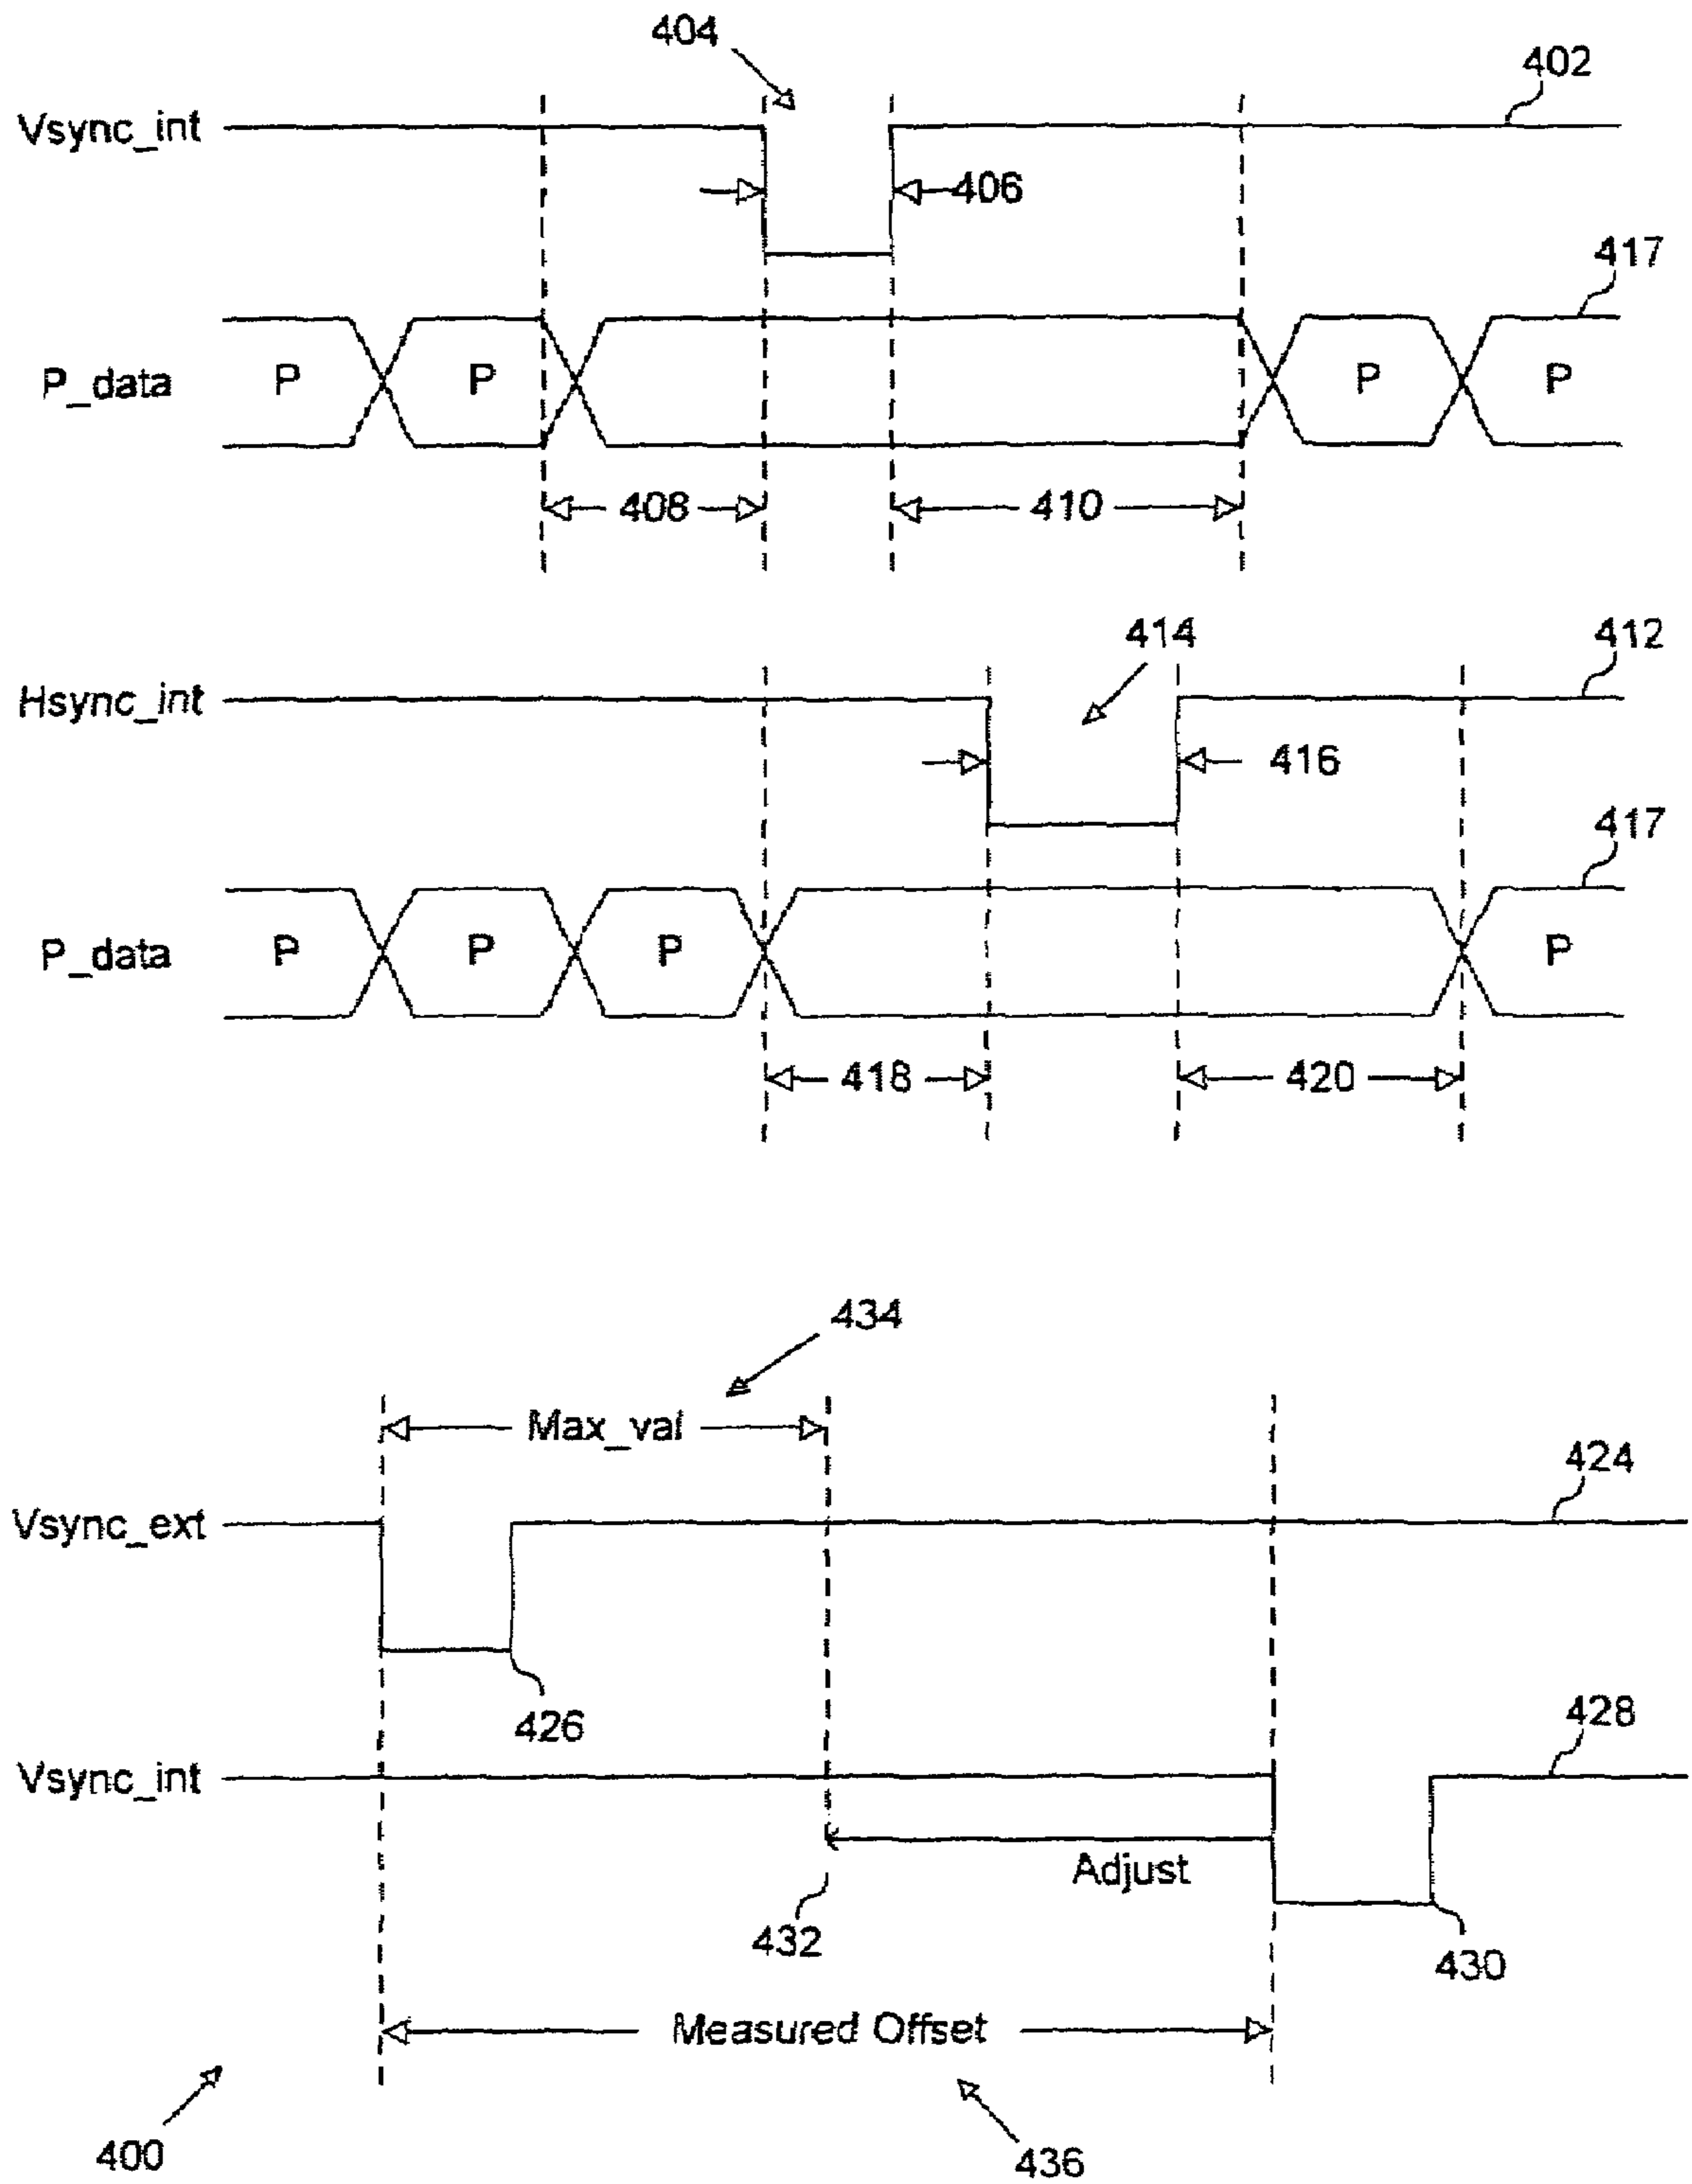 404
402
Vsync_int
406
417
P_data P P P P
408 410
414
412
Hsync_int
416
417
P_data P P P P
418 420
434
Max_val
424
Vsync_ext
426
428
Vsync_int
Adjust
432
430
Measured Offset
400
436